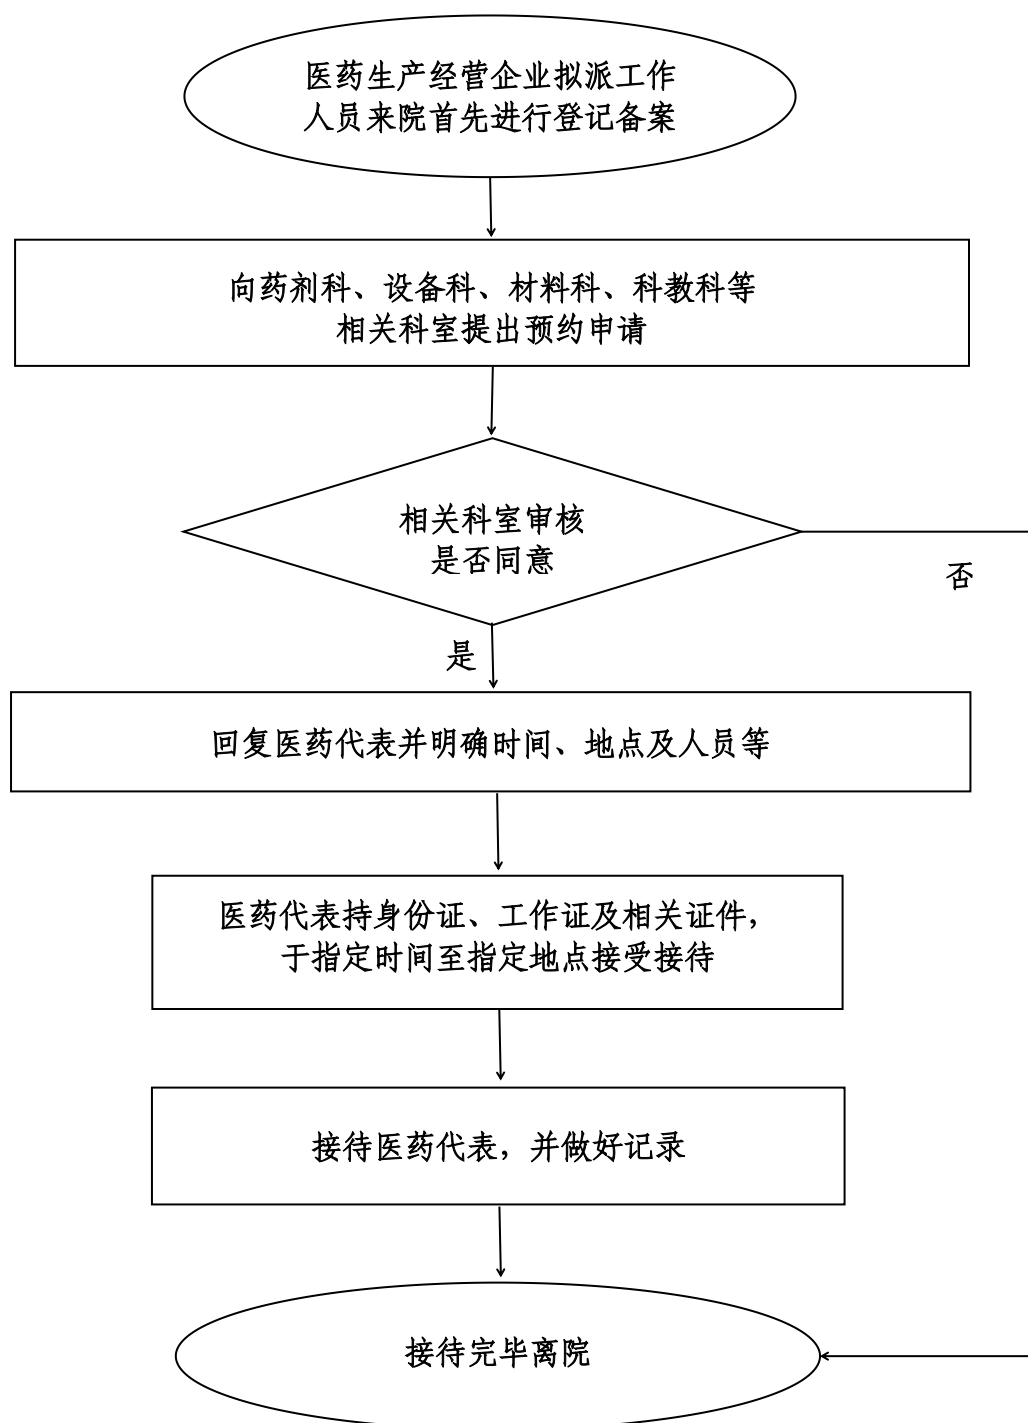 医药生产经营企业拟派工作
人员来院首先进行登记备案
向药剂科、设备科、材料科、科教科等
相关科室提出预约申请
相关科室审核
是否同意
否
是
回复医药代表并明确时间、地点及人员等
医药代表持身份证、工作证及相关证件，
于指定时间至指定地点接受接待
接待医药代表，并做好记录
接待完毕离院